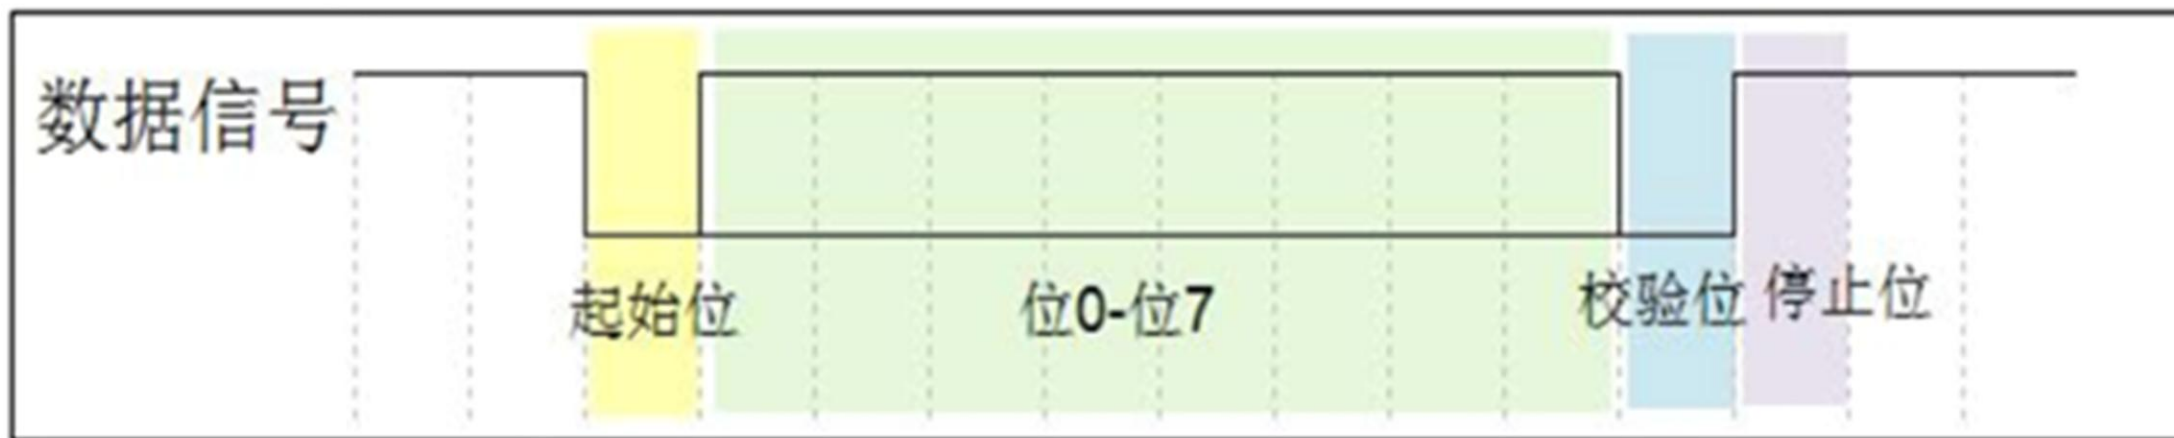 数据信号
起始位
位0-位7
校验位
停止位